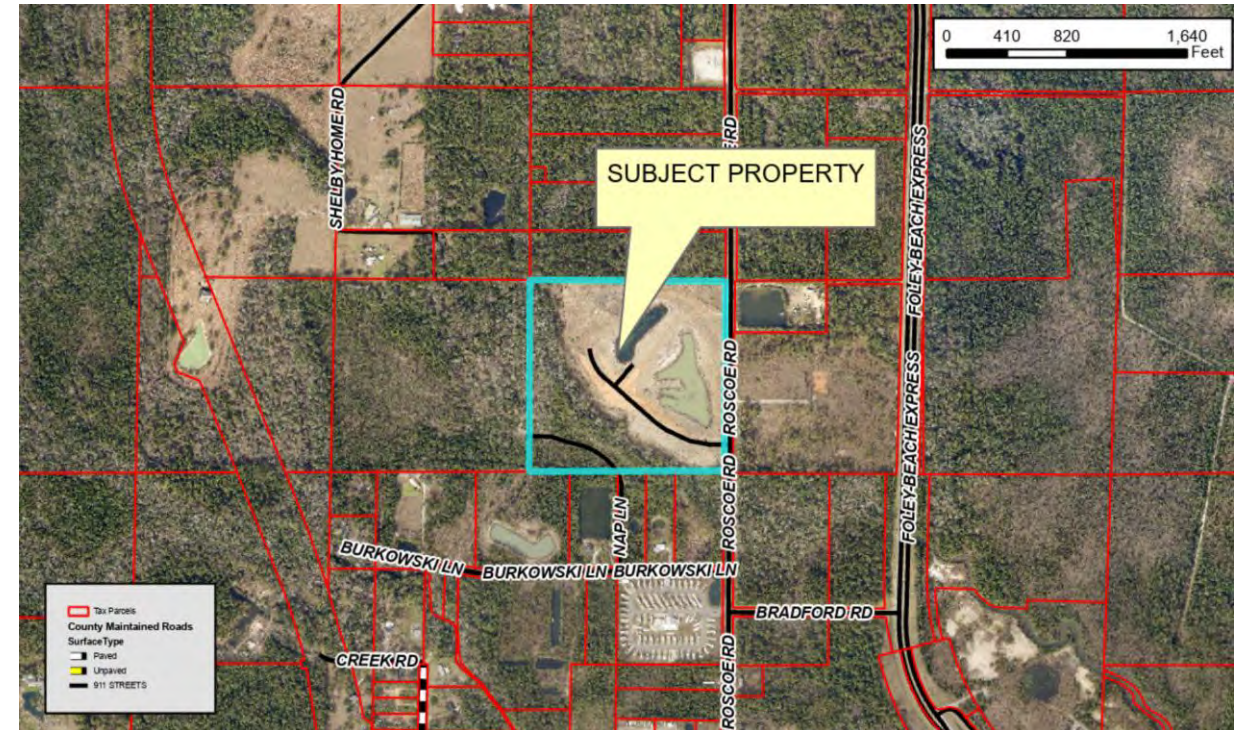 0 410 820 1,640
Feet
SHELBY HOME RD
E RD
SUBJECT PROPERTY
FOLEY-BEACH EXPRESS
FOLEY-BEACH EXPRESS
ROSCOE RD
ROSCOE RD
NAP LN
BURKOWSKI LN
BURKOWSKI LN
BURKOWSKI LN
BRADFORD RD
CREEK RD
ROSCOE RD
Tax Parcels
County Maintained Roads
SurfaceType
Paved
Unpaved
911 STREETS